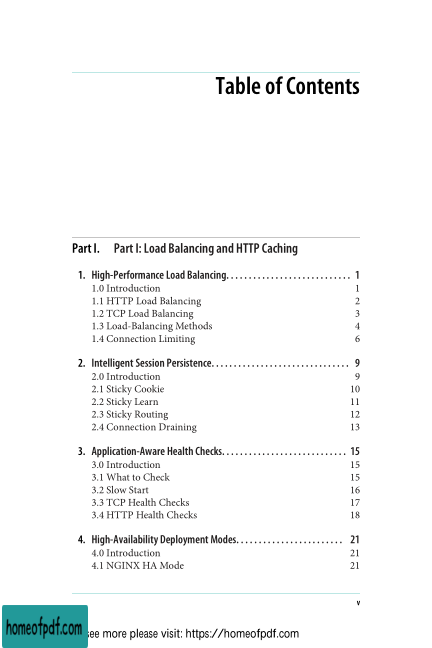 Table of Contents
Part I. Part I: Load Balancing and HTTP Caching
1. High-Performance Load Balancing. . . . . . . . . . . . . . . . . . . . . . . . . . . . 1
1.0 Introduction 1
1.1 HTTP Load Balancing 2
1.2 TCP Load Balancing 3
1.3 Load-Balancing Methods 4
1.4 Connection Limiting 6
2. Intelligent Session Persistence. . . . . . . . . . . . . . . . . . . . . . . . . . . . . . . 9
2.0 Introduction 9
2.1 Sticky Cookie 10
2.2 Sticky Learn 11
2.3 Sticky Routing 12
2.4 Connection Draining 13
3. Application-Aware Health Checks. . . . . . . . . . . . . . . . . . . . . . . . . . . . 15
3.0 Introduction 15
3.1 What to Check 15
3.2 Slow Start 16
3.3 TCP Health Checks 17
3.4 HTTP Health Checks 18
4. High-Availability Deployment Modes. . . . . . . . . . . . . . . . . . . . . . . . 21
4.0 Introduction 21
4.1 NGINX HA Mode 21
v
homeofpdf.com
see more please visit: https://homeofpdf.com